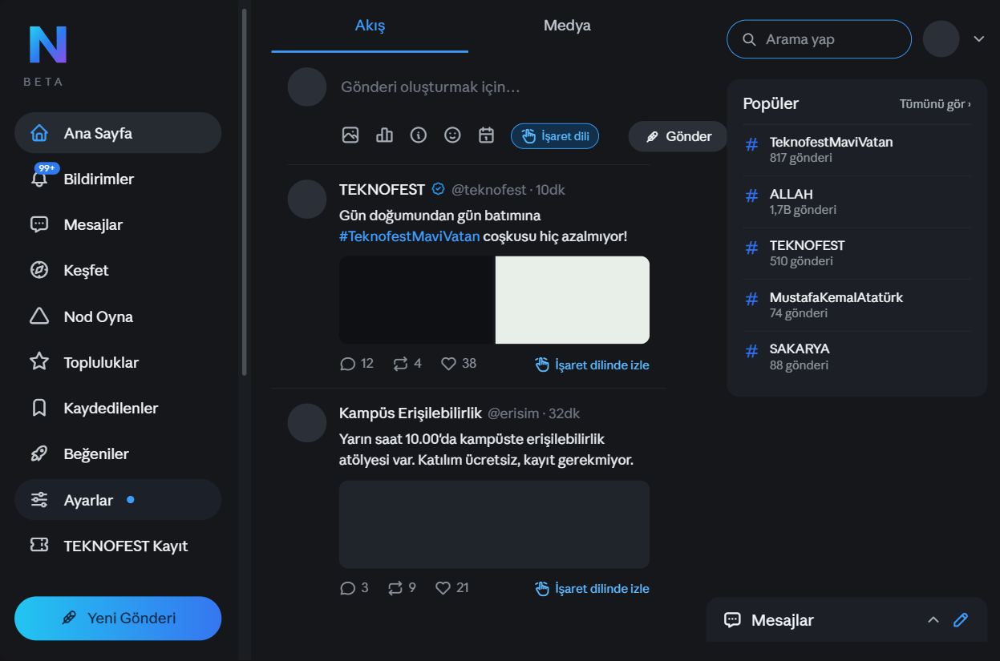 N
BETA
Ana Sayfa
99+
Bildirimler
Mesajlar
Keşfet
Nod Oyna
Topluluklar
Kaydedilenler
Beğeniler
Ayarlar
TEKNOFEST Kayıt
Yeni Gönderi
Akış
Medya
Gönderi oluşturmak için...
İşaret dili
Gönder
TEKNOFEST @teknofest · 10dk
Gün doğumundan gün batımına
#TeknofestMaviVatan coşkusu hiç azalmıyor!
12 4 38 İşaret dilinde izle
Kampüs Erişilebilirlik @erisim · 32dk
Yarın saat 10.00'da kampüste erişilebilirlik
atölyesi var. Katılım ücretsiz, kayıt gerekmiyor.
3 9 21 İşaret dilinde izle
Arama yap
Popüler Tümünü gör ›
# TeknofestMaviVatan
817 gönderi
# ALLAH
1,7B gönderi
# TEKNOFEST
510 gönderi
# MustafaKemalAtatürk
74 gönderi
# SAKARYA
88 gönderi
Mesajlar